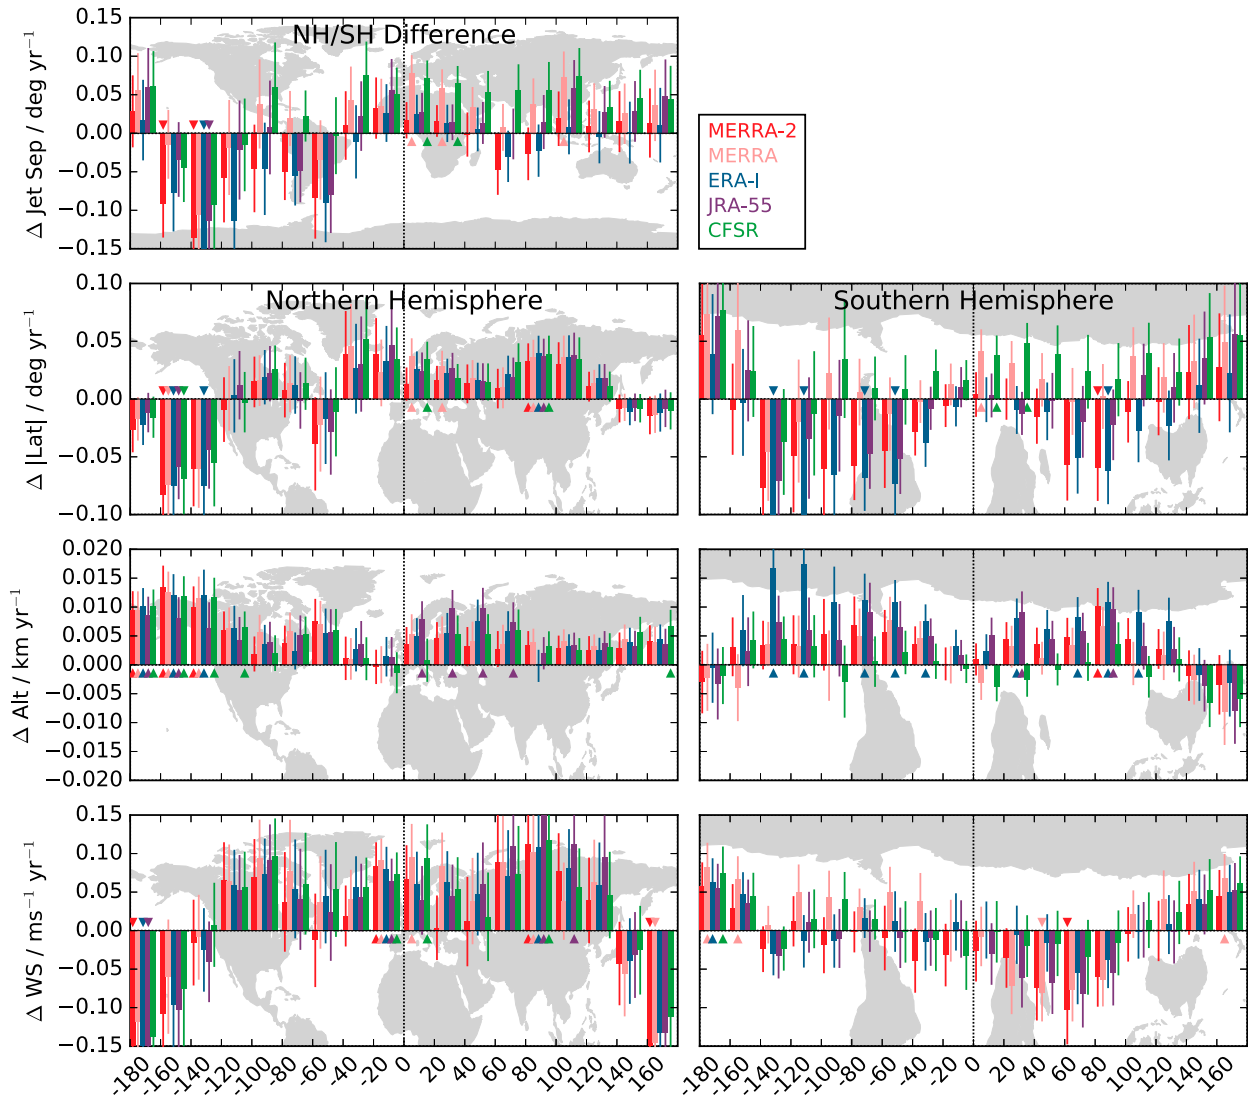 NH/SH Difference
Δ Jet Sep / deg yr⁻¹
0.15
0.10
0.05
0.00
−0.05
−0.10
−0.15
MERRA-2
MERRA
ERA-I
JRA-55
CFSR
Northern Hemisphere
Southern Hemisphere
Δ |Lat| / deg yr⁻¹
0.10
0.05
0.00
−0.05
−0.10
Δ Alt / km yr⁻¹
0.020
0.015
0.010
0.005
0.000
−0.005
−0.010
−0.015
−0.020
Δ WS / ms⁻¹ yr⁻¹
0.15
0.10
0.05
0.00
−0.05
−0.10
−0.15
-180 -160 -140 -120 -100 -80 -60 -40 -20 0 20 40 60 80 100 120 140 160
-180 -160 -140 -120 -100 -80 -60 -40 -20 0 20 40 60 80 100 120 140 160